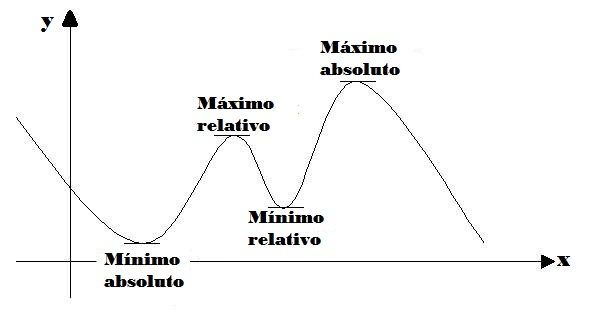 y
Máximo
absoluto
Máximo
relativo
Mínimo
relativo
Mínimo
absoluto
x